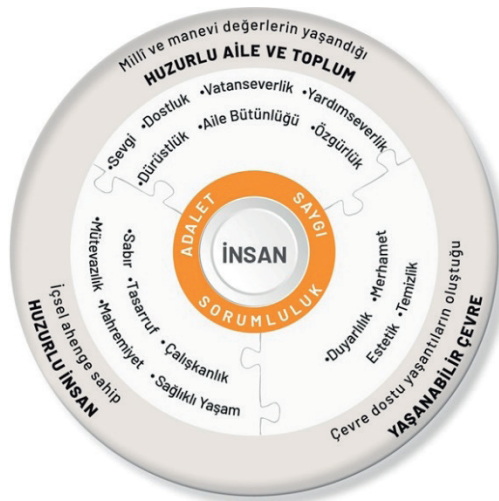 Millî ve manevi değerlerin yaşandığı
HUZURLU AİLE VE TOPLUM
•Sevgi
•Dostluk
•Vatanseverlik
•Yardımseverlik
•Dürüstlük
•Aile Bütünlüğü
•Özgürlük
ADALET
SAYGI
SORUMLULUK
İNSAN
•Mütevazılık
•Sabır
•Tasarruf
•Mahremiyet
•Çalışkanlık
•Sağlıklı Yaşam
•Duyarlılık
•Merhamet
Estetik
•Temizlik
İçsel ahenge sahip
HUZURLU İNSAN
Çevre dostu yaşantıların oluştuğu
YAŞANABİLİR ÇEVRE